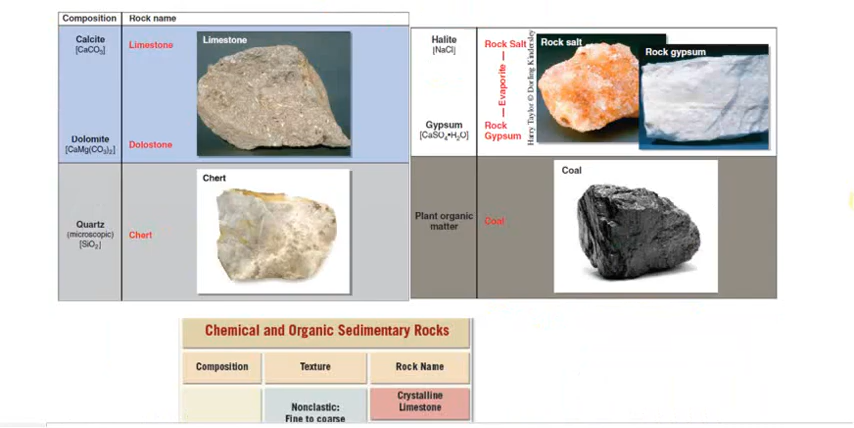 Composition
Rock name
Calcite
[CaCO3]
Limestone
Limestone
Dolomite
[CaMg(CO3)2]
Dolostone
Quartz
(microscopic)
[SiO2]
Chert
Chert
Halite
[NaCl]
Rock Salt
Evaporite
Gypsum
[CaSO4•H2O]
Rock
Gypsum
Harry Taylor © Dorling Kindersley
Rock salt
Rock gypsum
Plant organic
matter
Coal
Coal
Chemical and Organic Sedimentary Rocks
Composition
Texture
Rock Name
Nonclastic:
Fine to coarse
Crystalline
Limestone